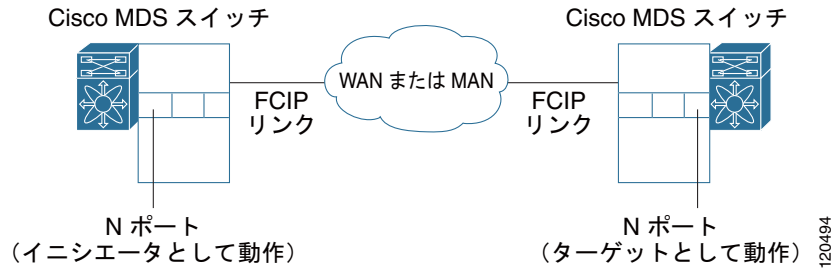 Cisco MDS スイッチ
Cisco MDS スイッチ
WAN または MAN
FCIP
リンク
FCIP
リンク
N ポート
（イニシエータとして動作）
N ポート
（ターゲットとして動作）
120494